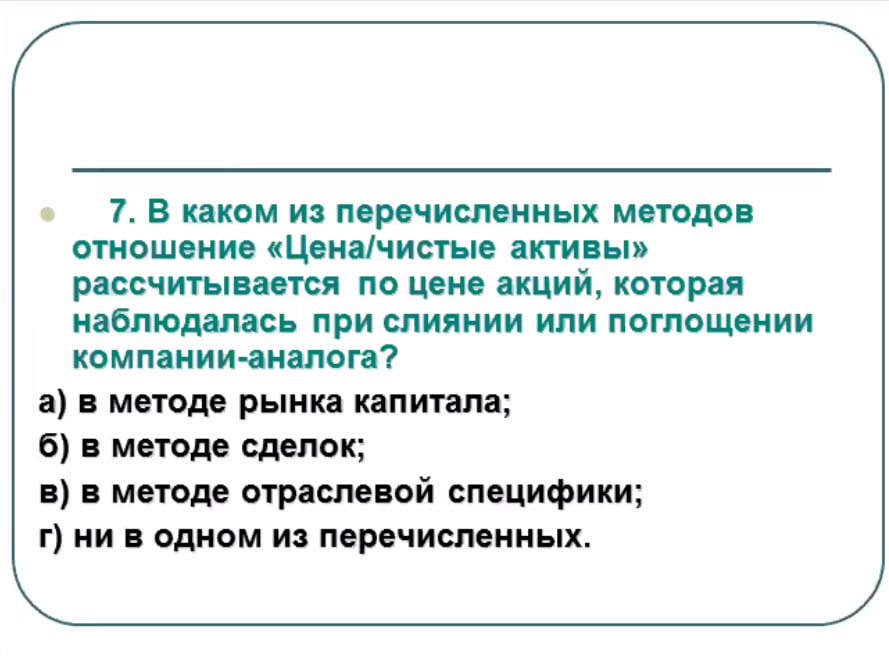 7. В каком из перечисленных методов
отношение «Цена/чистые активы»
рассчитывается по цене акций, которая
наблюдалась при слиянии или поглощении
компании-аналога?
а) в методе рынка капитала;
б) в методе сделок;
в) в методе отраслевой специфики;
г) ни в одном из перечисленных.